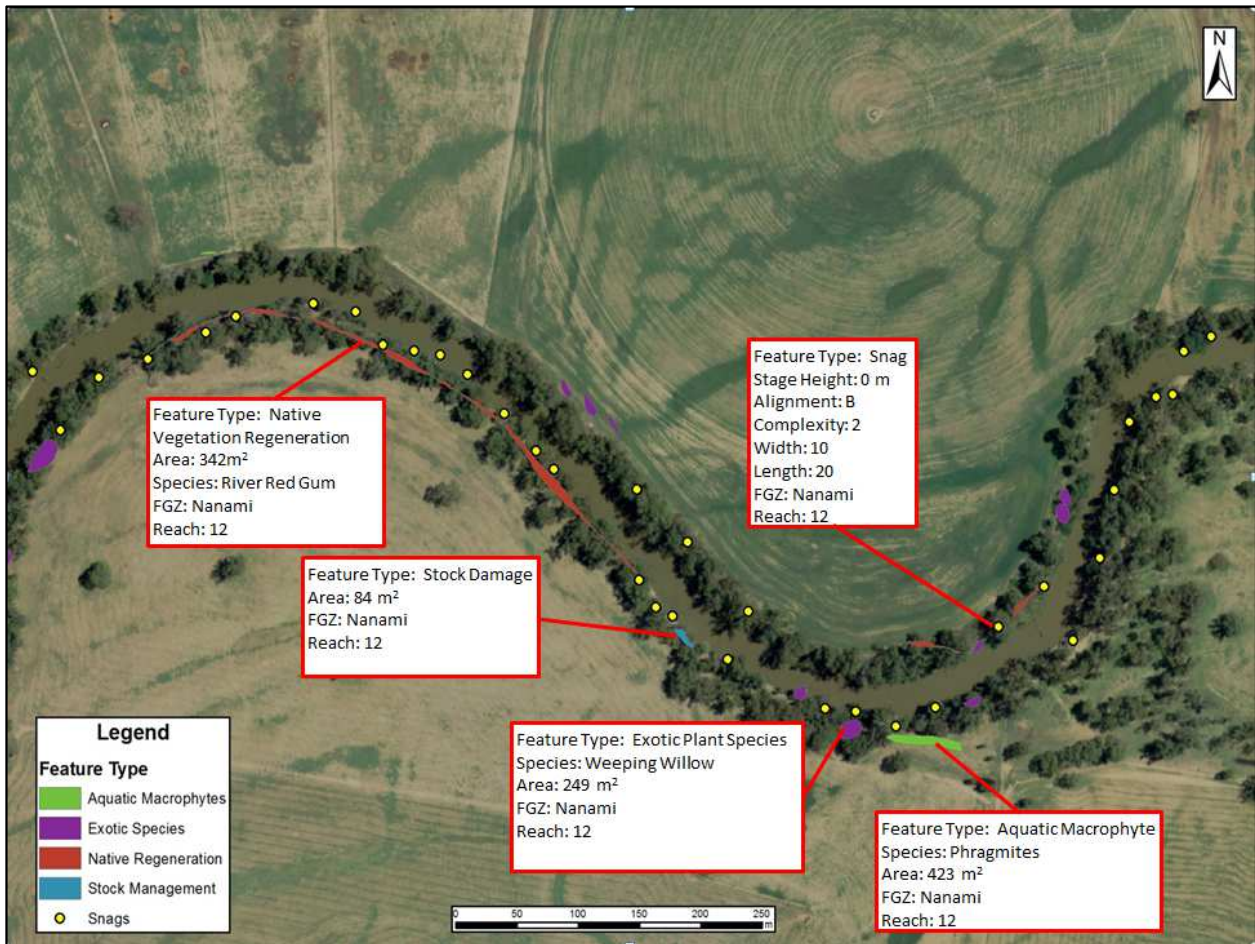 N
Feature Type: Native
Vegetation Regeneration
Area: 342m²
Species: River Red Gum
FGZ: Nanami
Reach: 12
Feature Type: Snag
Stage Height: 0 m
Alignment: B
Complexity: 2
Width: 10
Length: 20
FGZ: Nanami
Reach: 12
Feature Type: Stock Damage
Area: 84 m²
FGZ: Nanami
Reach: 12
Feature Type: Exotic Plant Species
Species: Weeping Willow
Area: 249 m²
FGZ: Nanami
Reach: 12
Feature Type: Aquatic Macrophyte
Species: Phragmites
Area: 423 m²
FGZ: Nanami
Reach: 12
Legend
Feature Type
Aquatic Macrophytes
Exotic Species
Native Regeneration
Stock Management
Snags
0 50 100 150 200 250
m